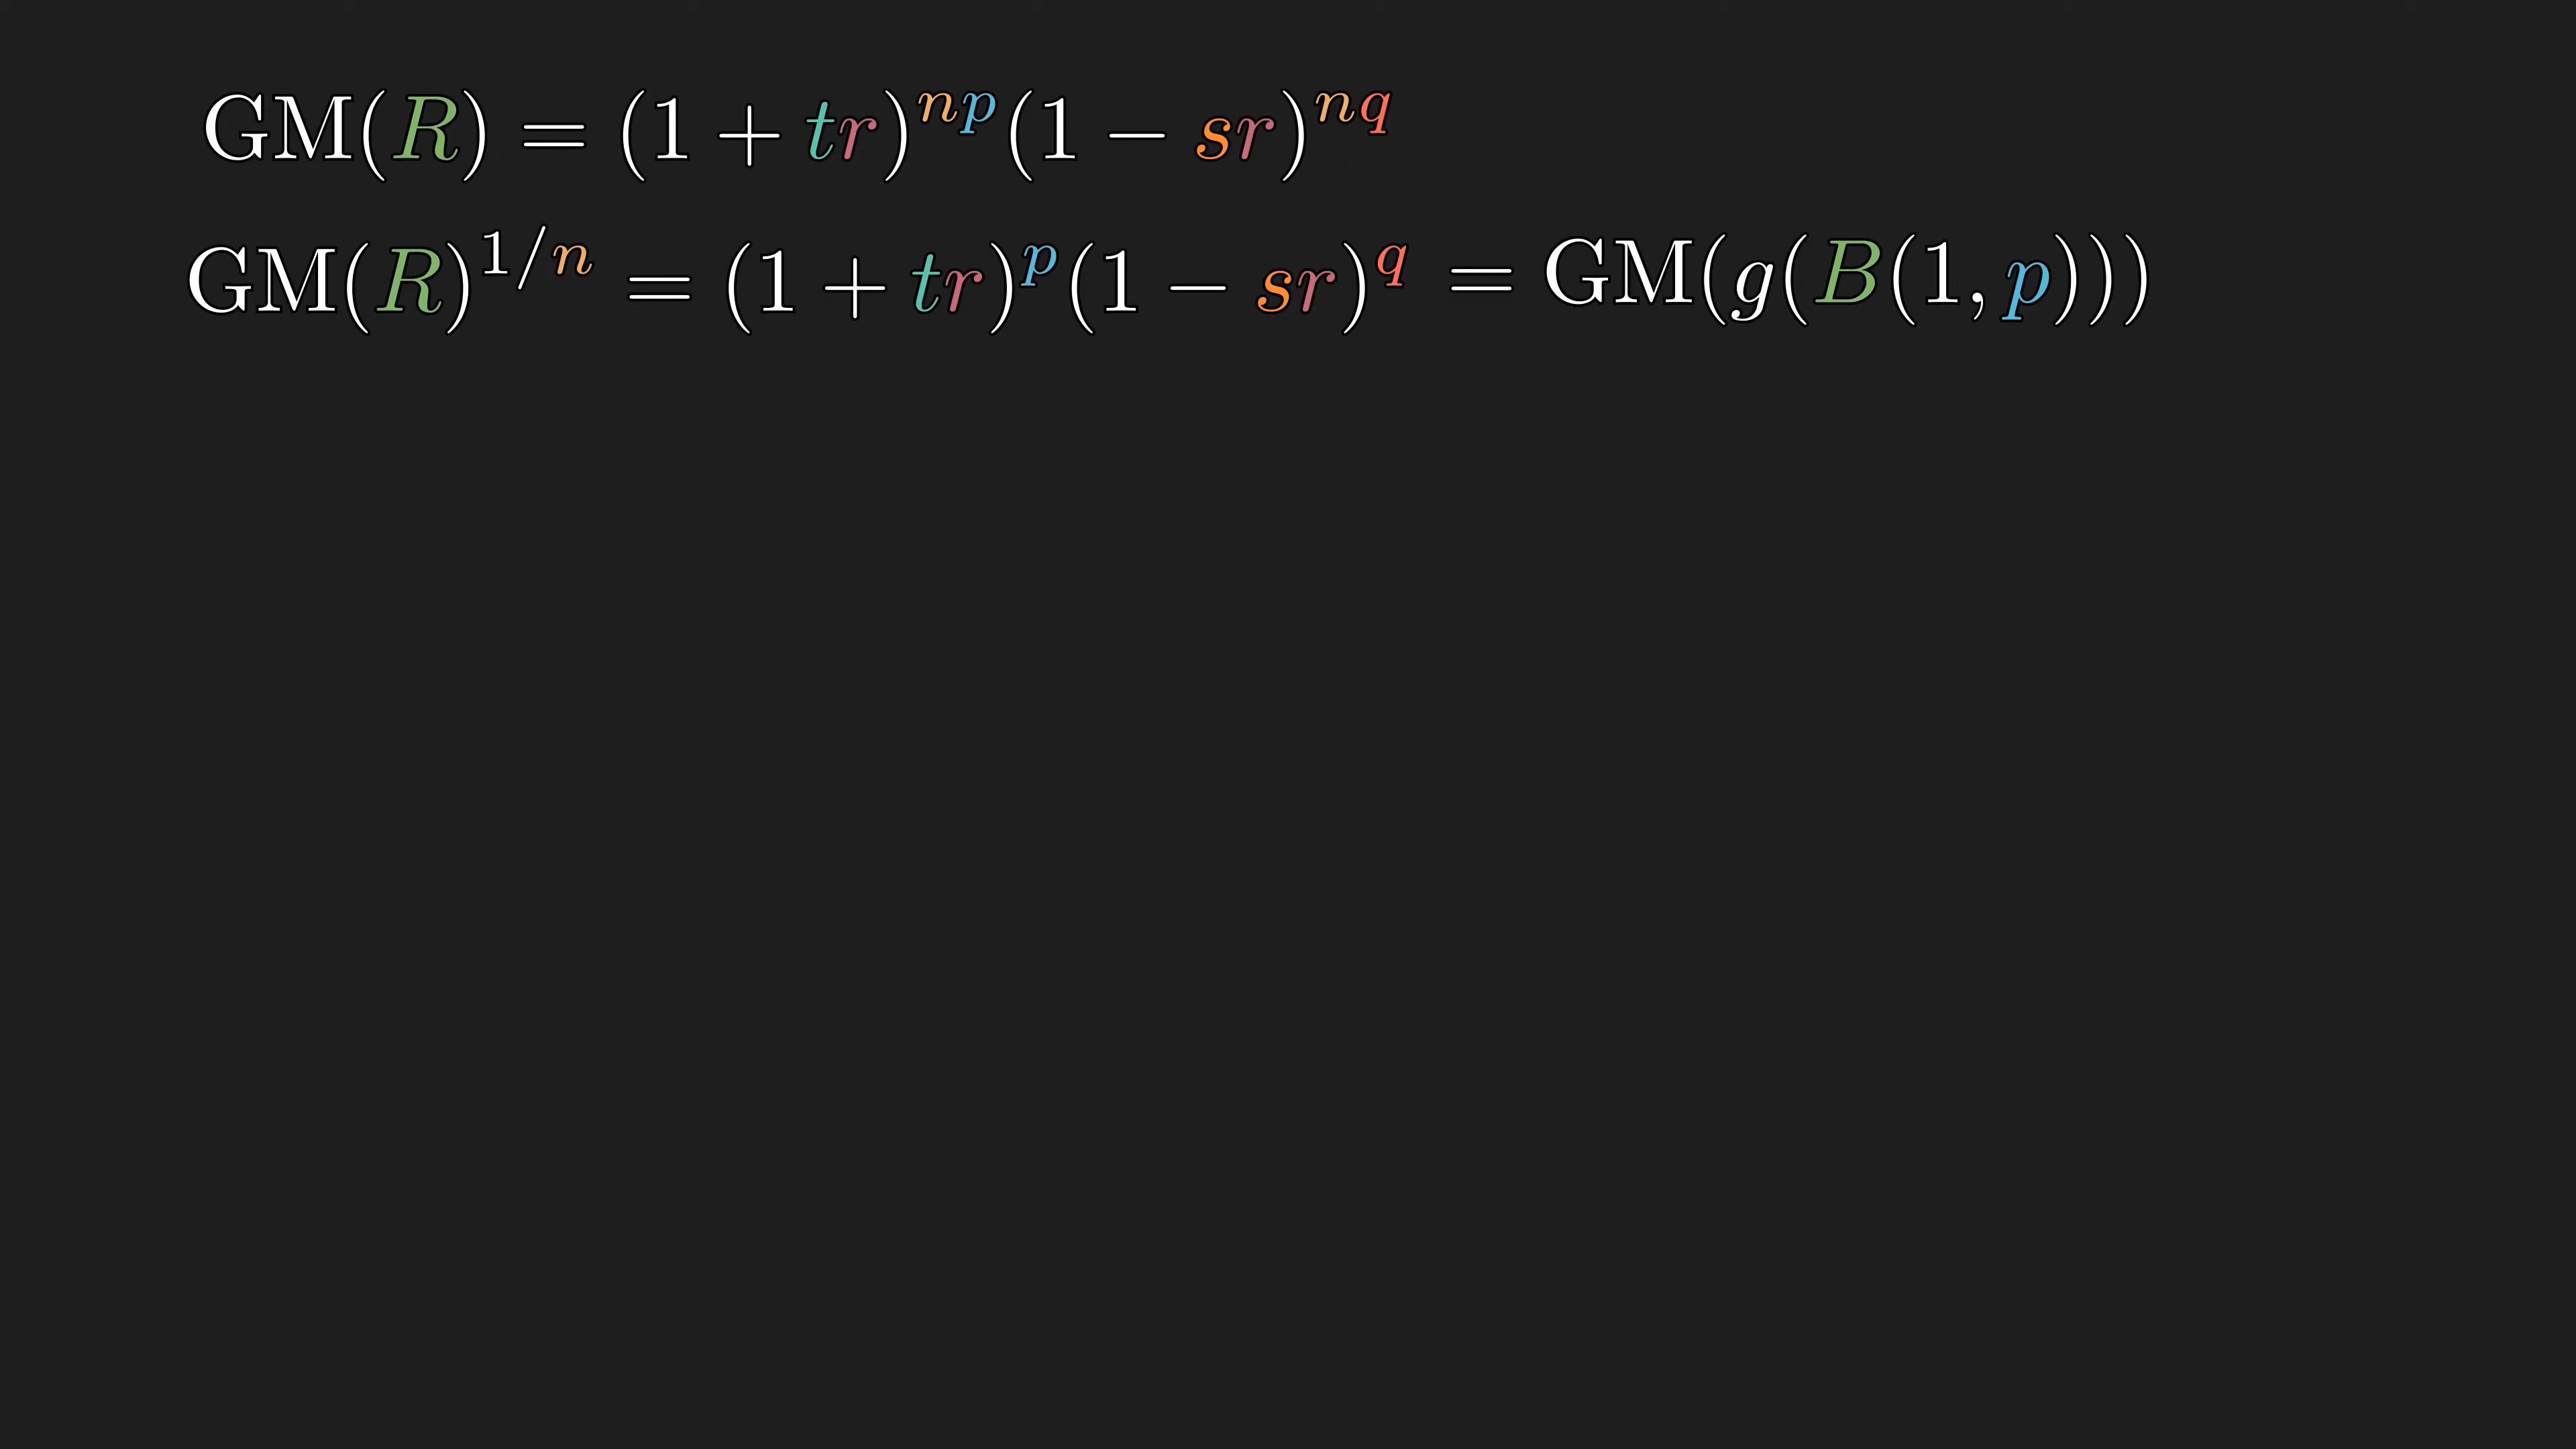 GM(R) = (1 + tr)^{np}(1 − sr)^{nq}
GM(R)^{1/n} = (1 + tr)^p(1 − sr)^q = GM(g(B(1, p)))